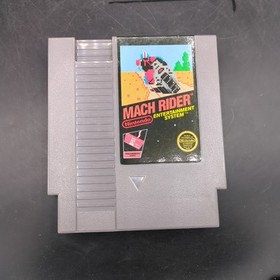 MACH RIDER
Nintendo
ENTERTAINMENT
SYSTEM